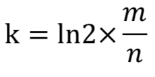 k = ln2× m/n